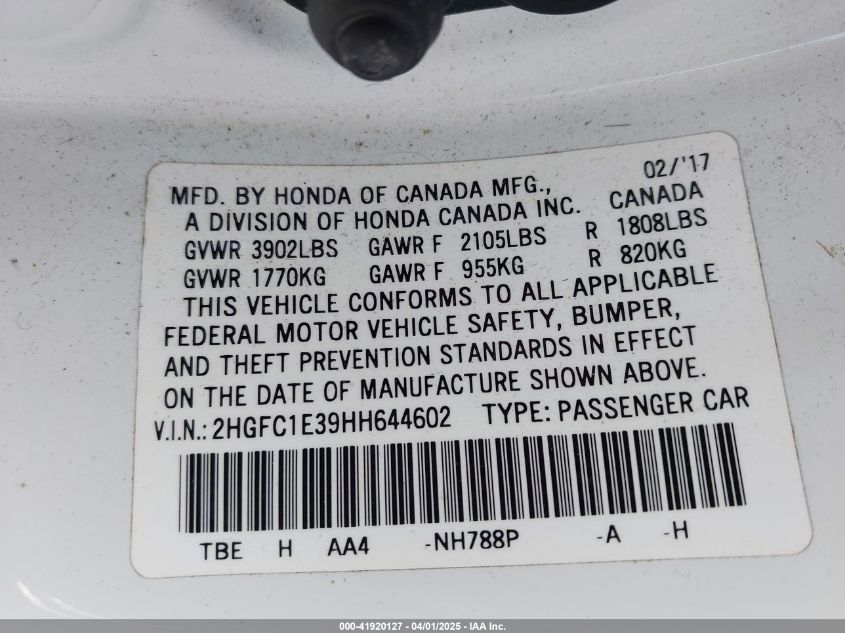 02/'17
MFD. BY HONDA OF CANADA MFG.,
A DIVISION OF HONDA CANADA INC. CANADA
GVWR 3902LBS GAWR F 2105LBS R 1808LBS
GVWR 1770KG GAWR F 955KG R 820KG
THIS VEHICLE CONFORMS TO ALL APPLICABLE
FEDERAL MOTOR VEHICLE SAFETY, BUMPER,
AND THEFT PREVENTION STANDARDS IN EFFECT
ON THE DATE OF MANUFACTURE SHOWN ABOVE.
V.I.N.: 2HGFC1E39HH644602 TYPE: PASSENGER CAR
TBE H AA4 -NH788P -A -H
000-41920127 - 04/01/2025 - IAA Inc.